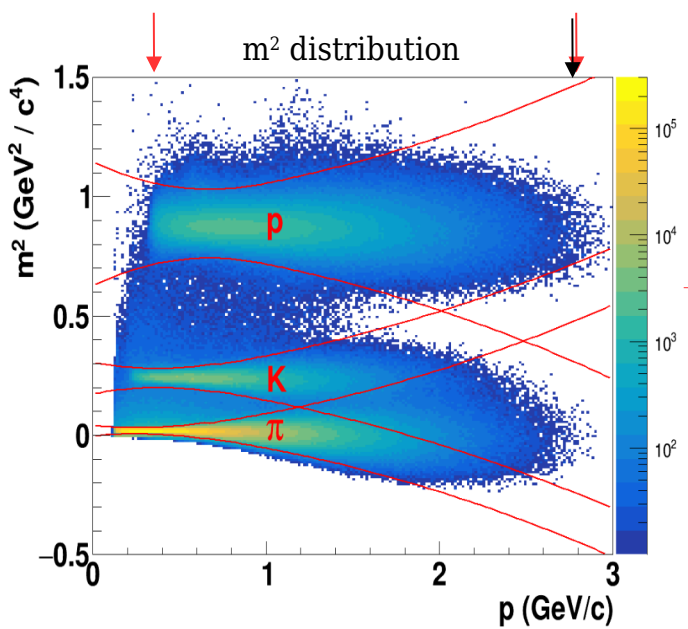 m² distribution
m² (GeV² / c⁴)
1.5
1
0.5
0
−0.5
p
K
π
0
1
2
3
p (GeV/c)
10⁵
10⁴
10³
10²